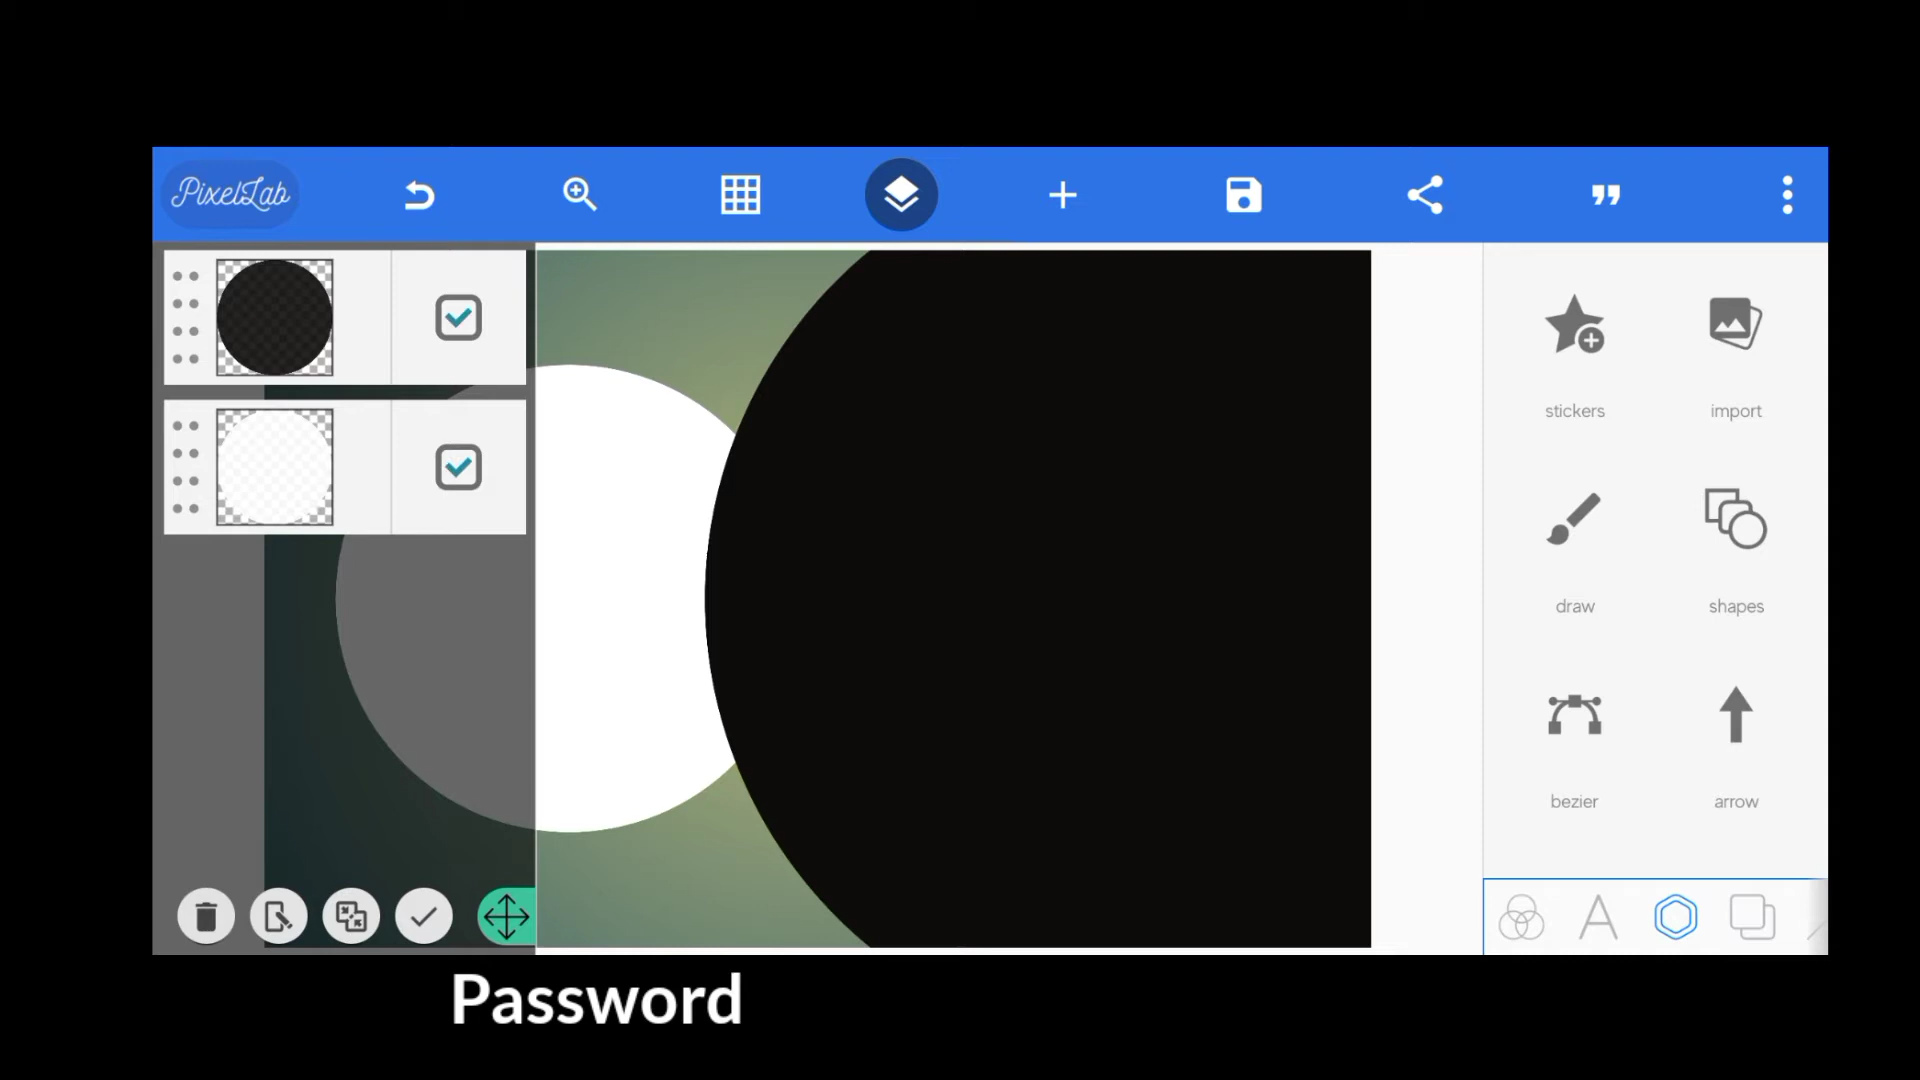 PixelLab
stickers
import
draw
shapes
bezier
arrow
Password